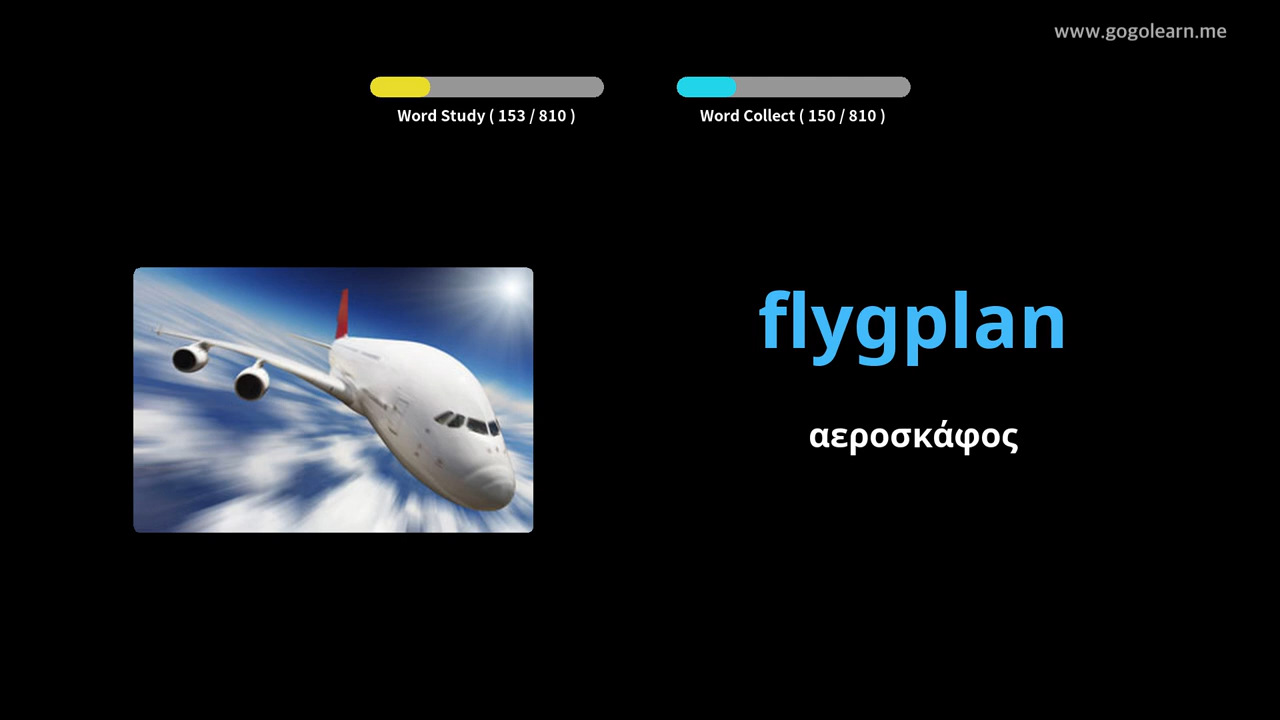 www.gogolearn.me
Word Study ( 153 / 810 )
Word Collect ( 150 / 810 )
flygplan
αεροσκάφος